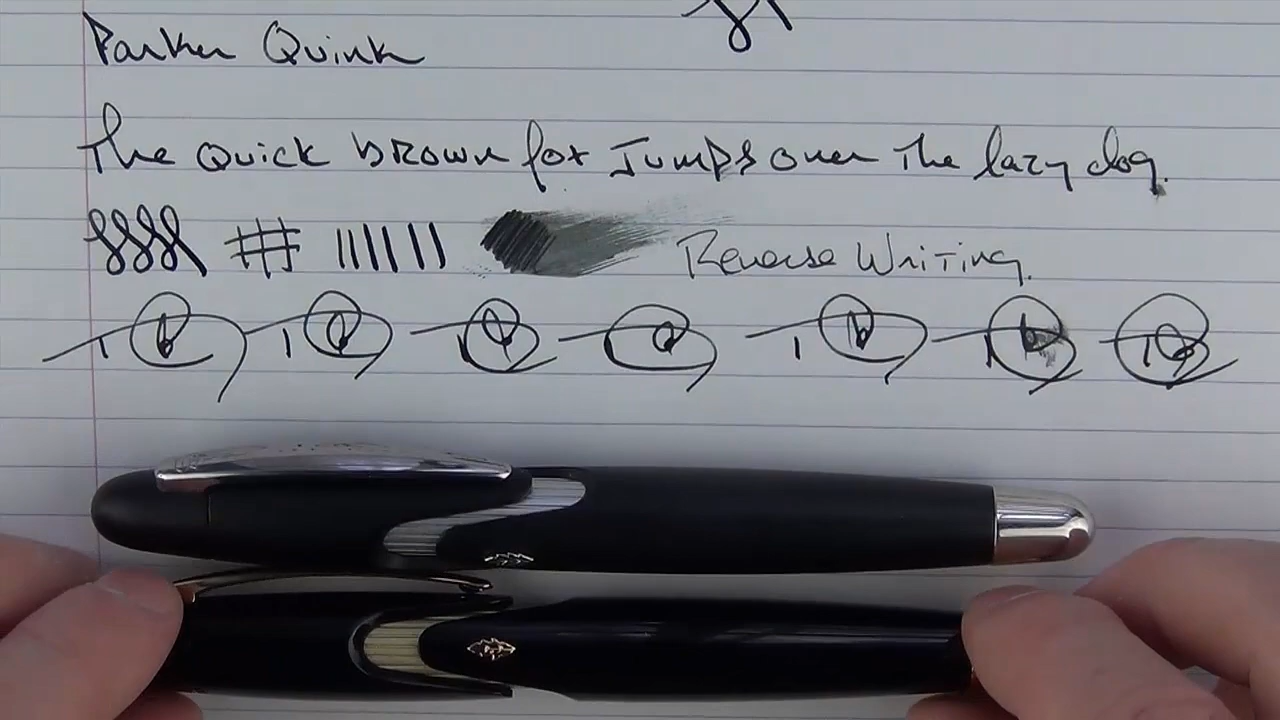 Parker Quink
The Quick brown fox Jumps over The lazy dog.
Reverse Writing.